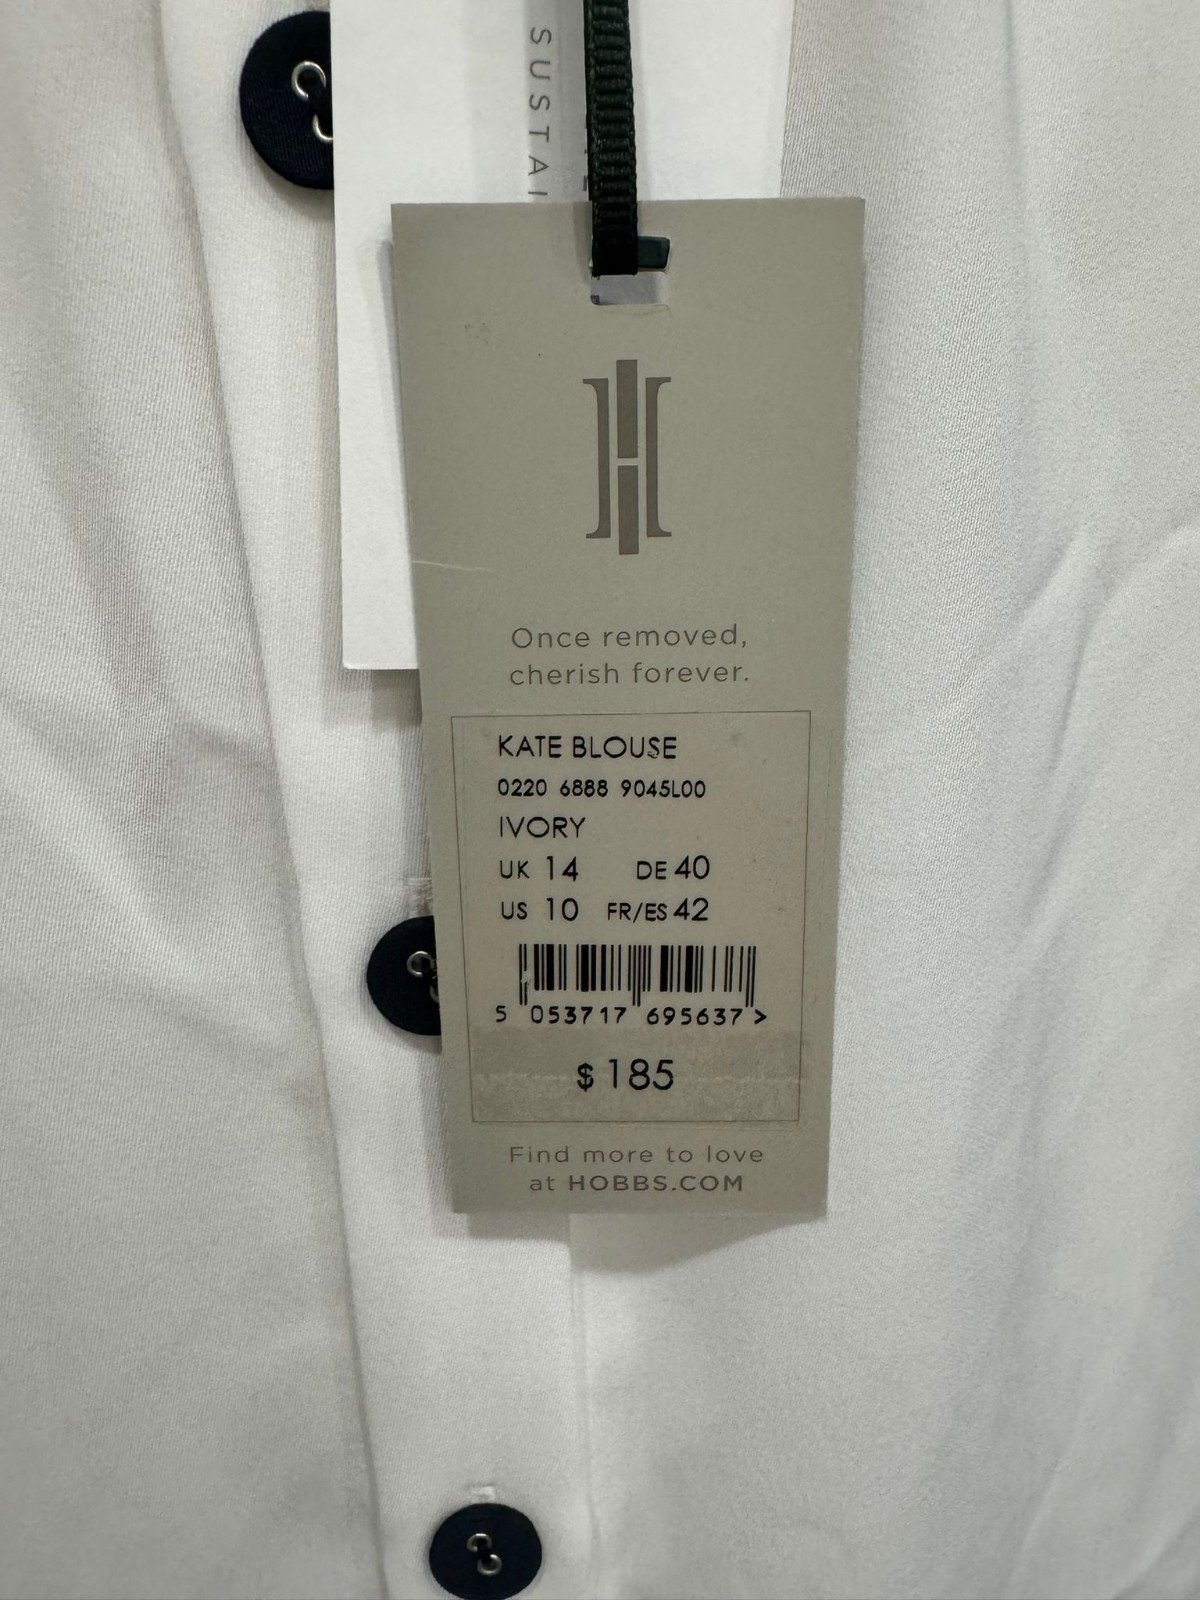 SUSTAI
Once removed,
cherish forever.
KATE BLOUSE
0220 6888 9045L00
IVORY
UK 14 DE 40
US 10 FR/ES 42
5 053717 695637 >
$ 185
Find more to love
at HOBBS.COM